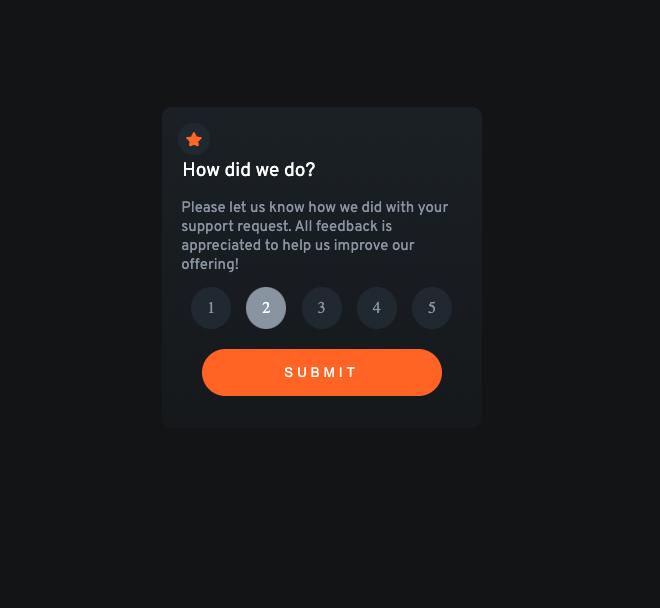 How did we do?
Please let us know how we did with your
support request. All feedback is
appreciated to help us improve our
offering!
1 2 3 4 5
SUBMIT